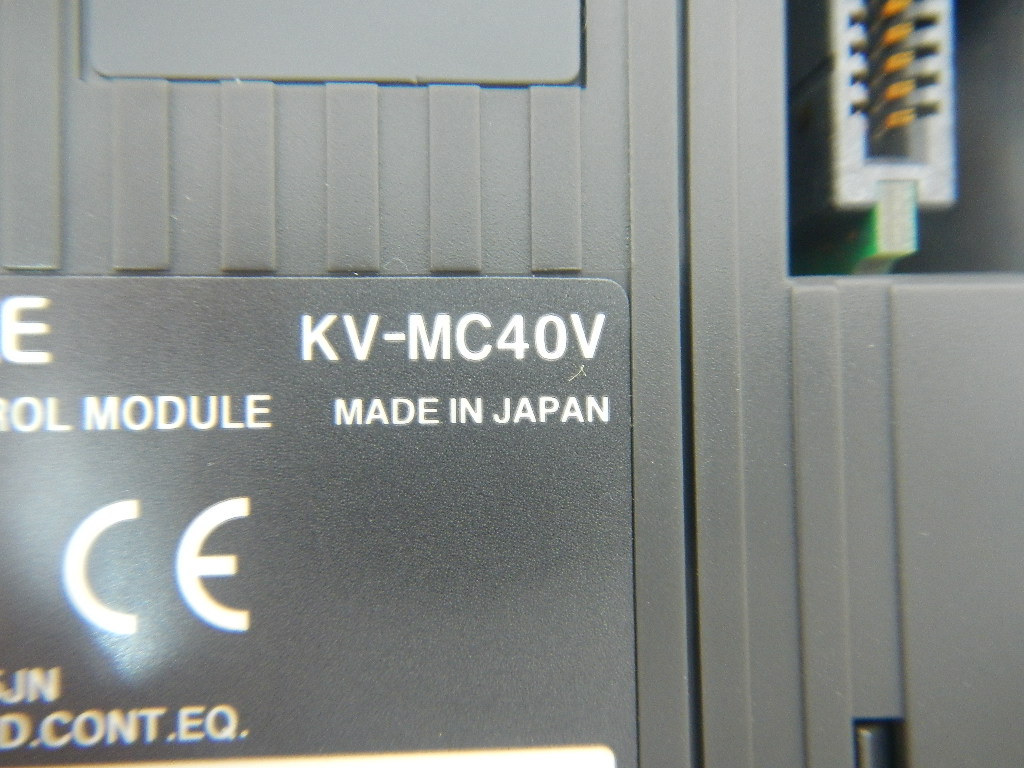 E KV-MC40V
ROL MODULE MADE IN JAPAN
CE
JN
D.CONT.EQ.